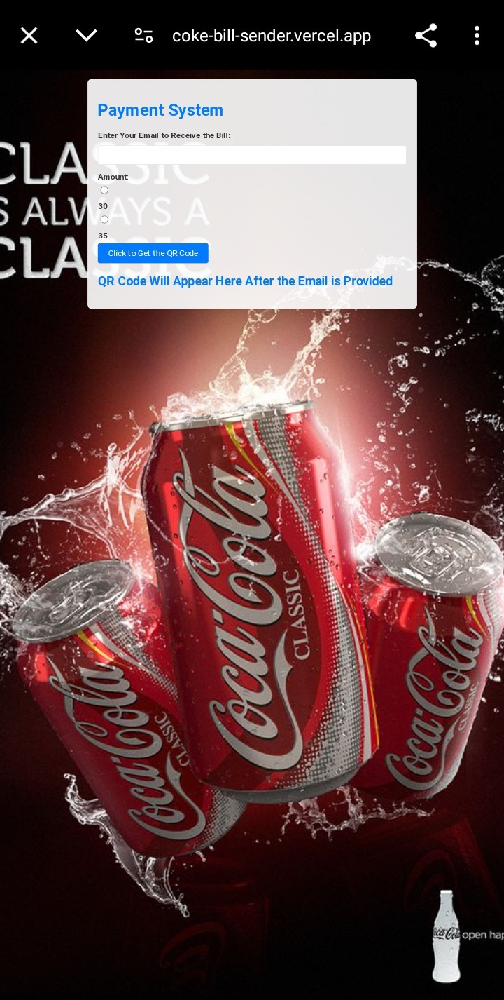 coke-bill-sender.vercel.app
Payment System
Enter Your Email to Receive the Bill:
CLASSIC
Amount:
S ALWAYS A
30
CLASSIC
35
Click to Get the QR Code
QR Code Will Appear Here After the Email is Provided
Coca-Cola
CLASSIC
Coca-Cola
CLASSIC
Coca-Cola
CLASSIC
Coca-Cola open hap